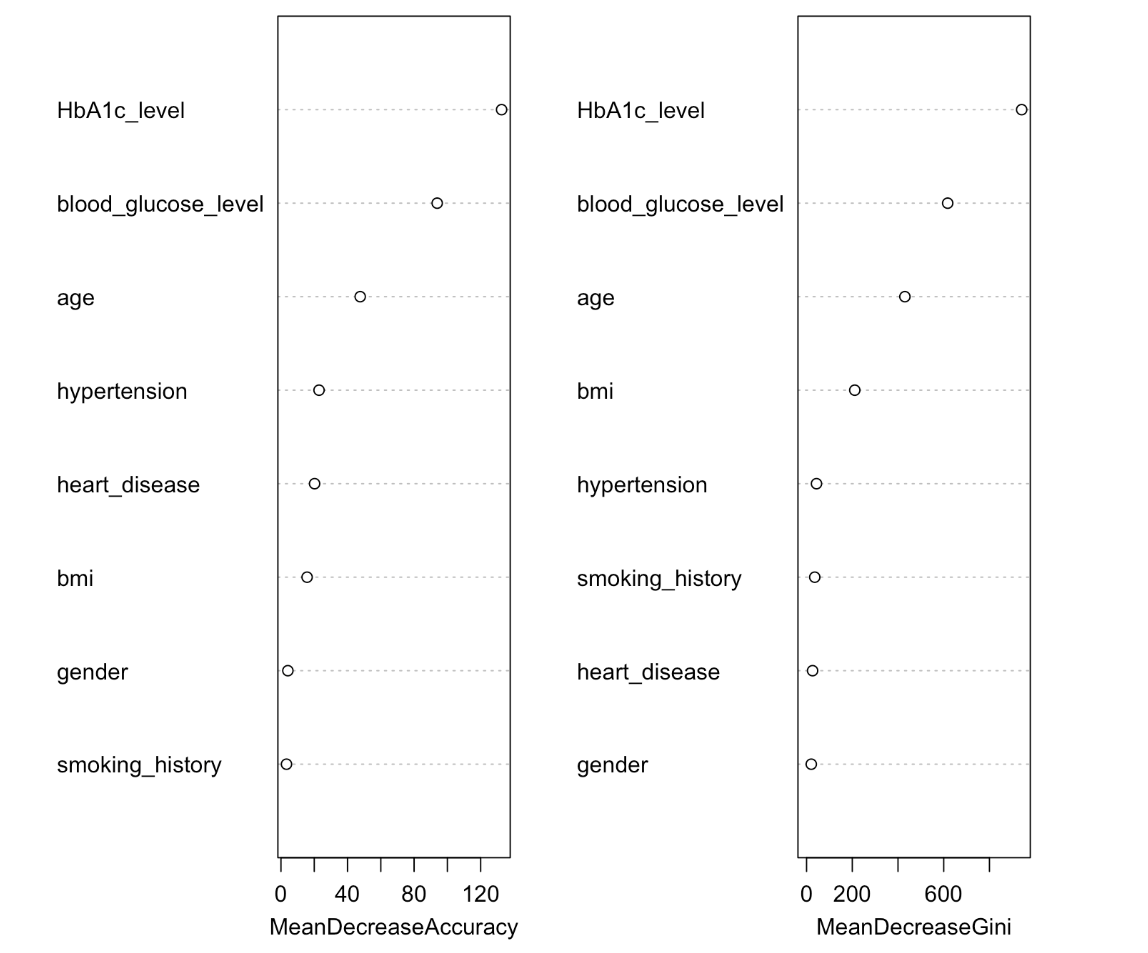 HbA1c_level
blood_glucose_level
age
hypertension
heart_disease
bmi
gender
smoking_history
0 40 80 120
MeanDecreaseAccuracy
HbA1c_level
blood_glucose_level
age
bmi
hypertension
smoking_history
heart_disease
gender
0 200 600
MeanDecreaseGini